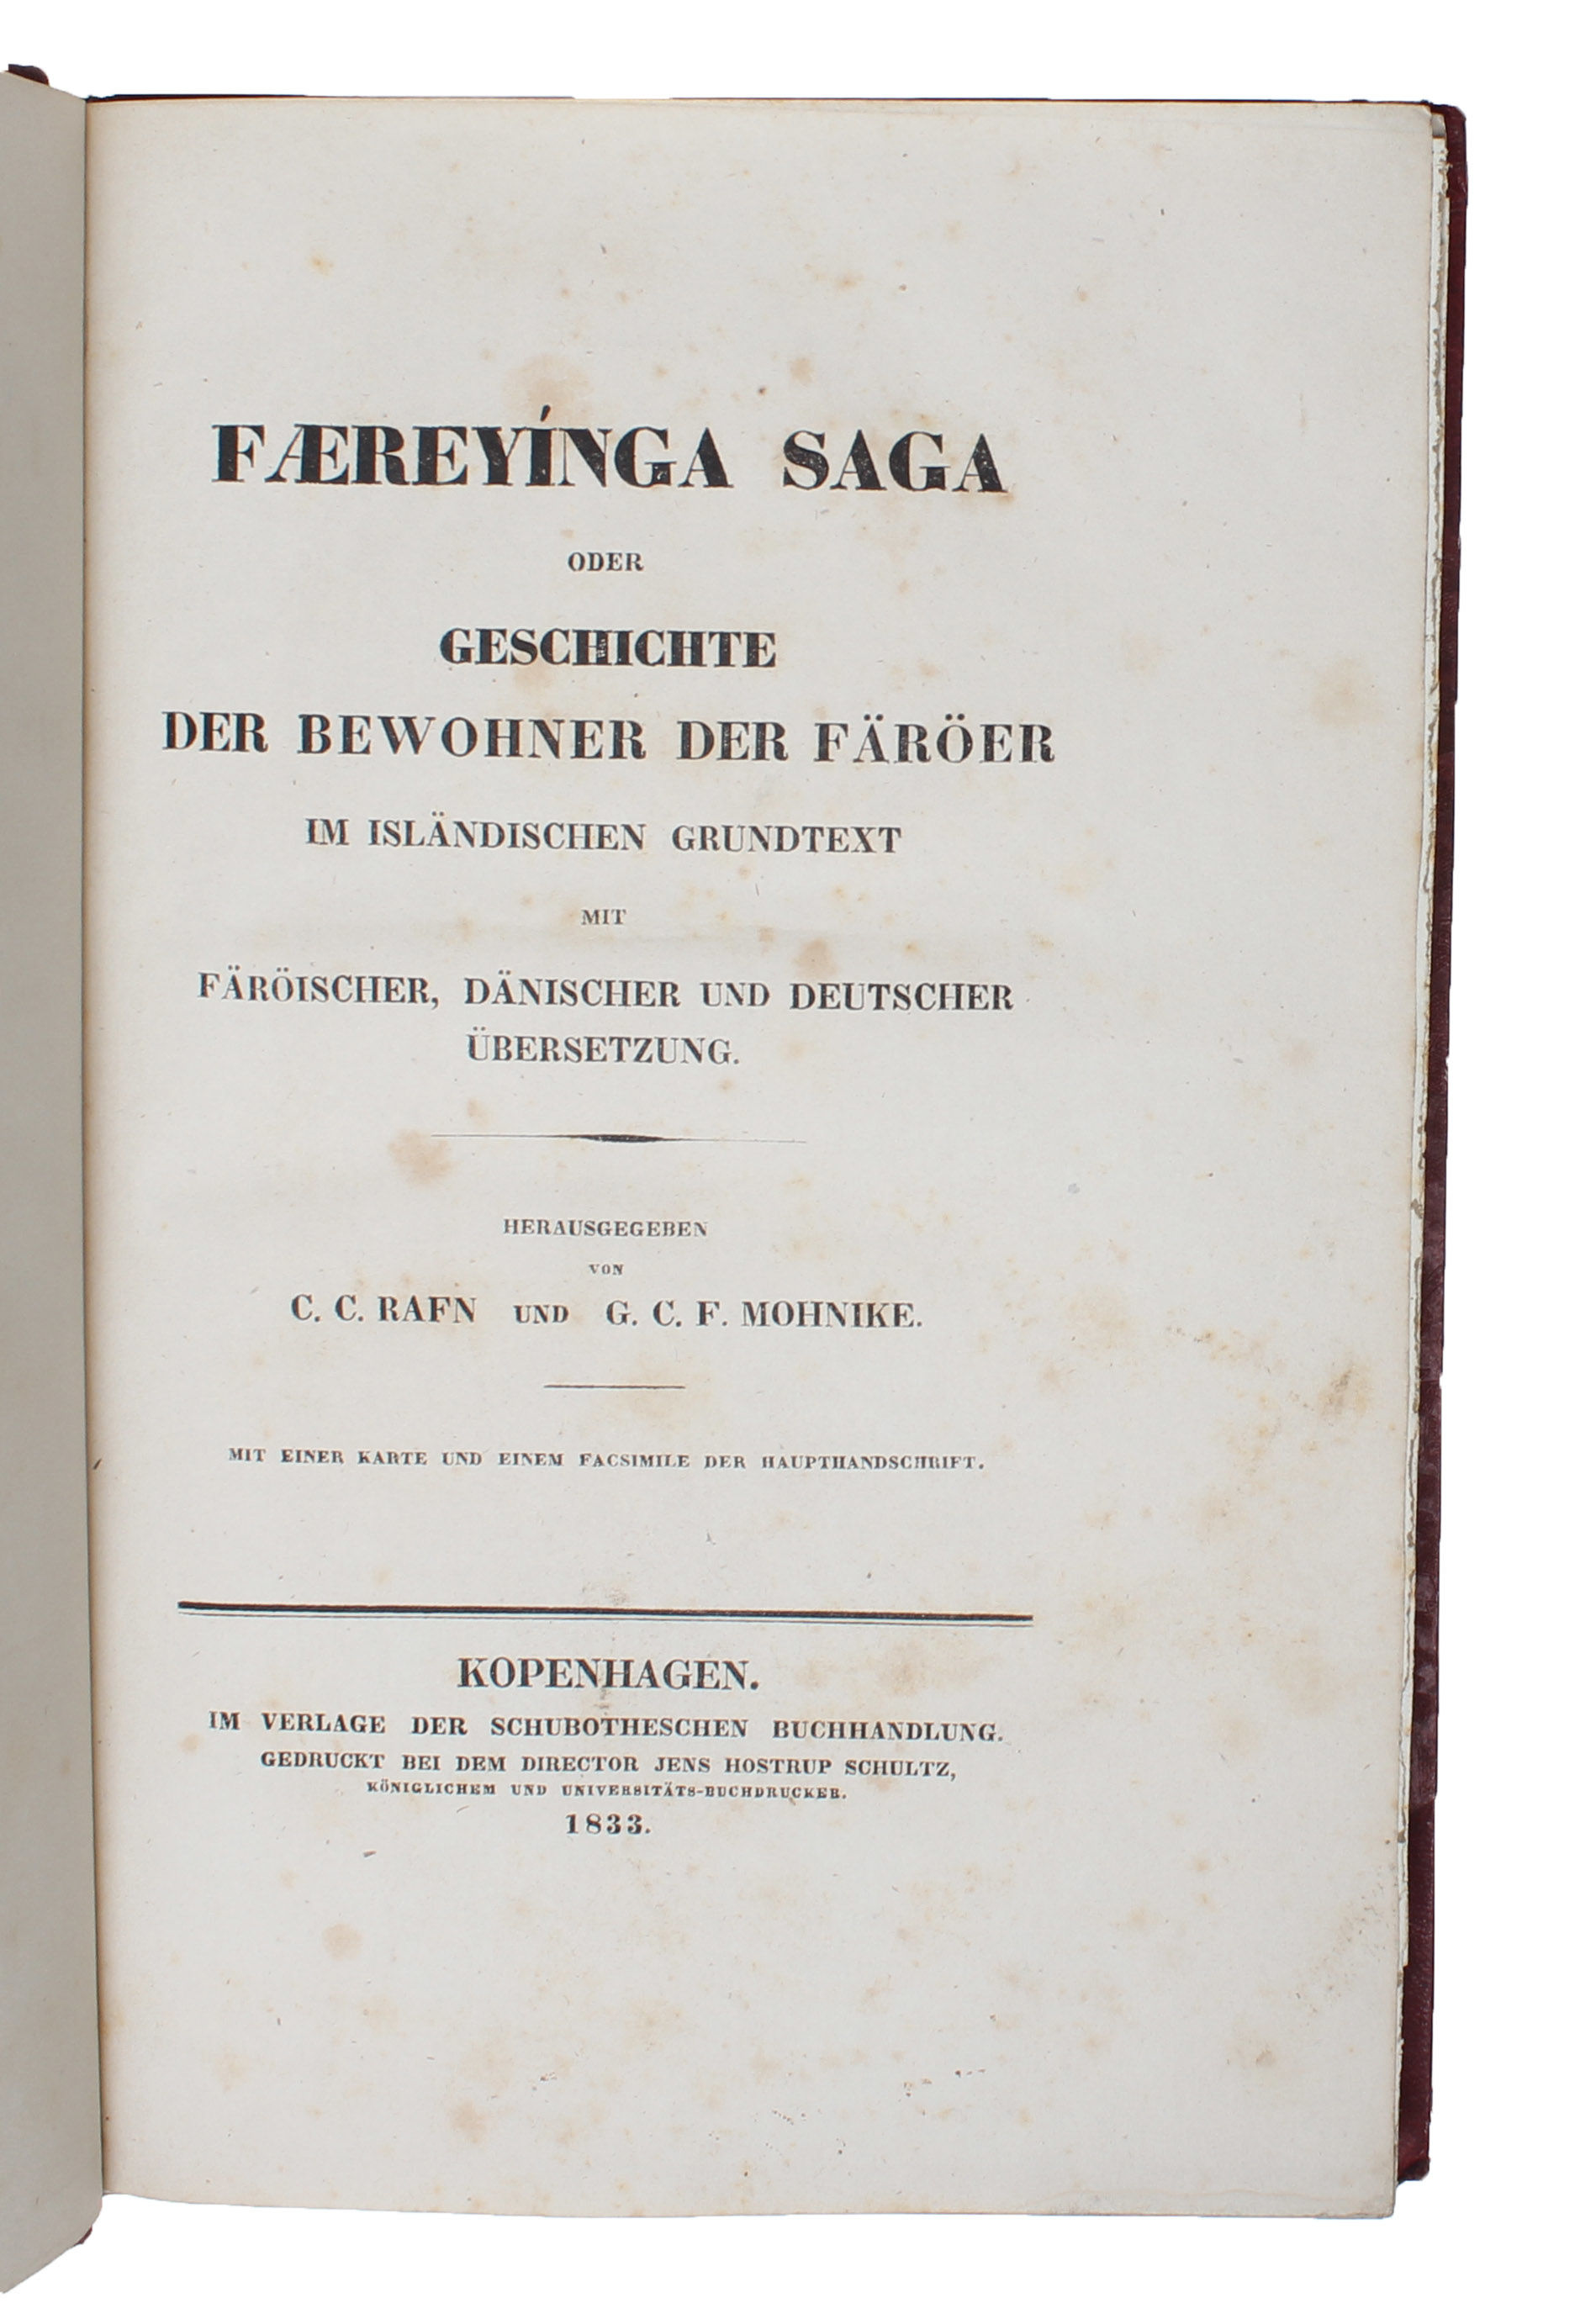 FÆREYÍNGA SAGA
ODER
GESCHICHTE
DER BEWOHNER DER FÄRÖER
IM ISLÄNDISCHEN GRUNDTEXT
MIT
FÄRÖISCHER, DÄNISCHER UND DEUTSCHER
ÜBERSETZUNG.
HERAUSGEGEBEN
VON
C. C. RAFN UND G. C. F. MOHNIKE.
MIT EINER KARTE UND EINEM FACSIMILE DER HAUPTHANDSCHRIFT.
KOPENHAGEN.
IM VERLAGE DER SCHUBOTHESCHEN BUCHHANDLUNG.
GEDRUCKT BEI DEM DIRECTOR JENS HOSTRUP SCHULTZ,
KÖNIGLICHEM UND UNIVERSITÄTS-BUCHDRUCKER.
1833.